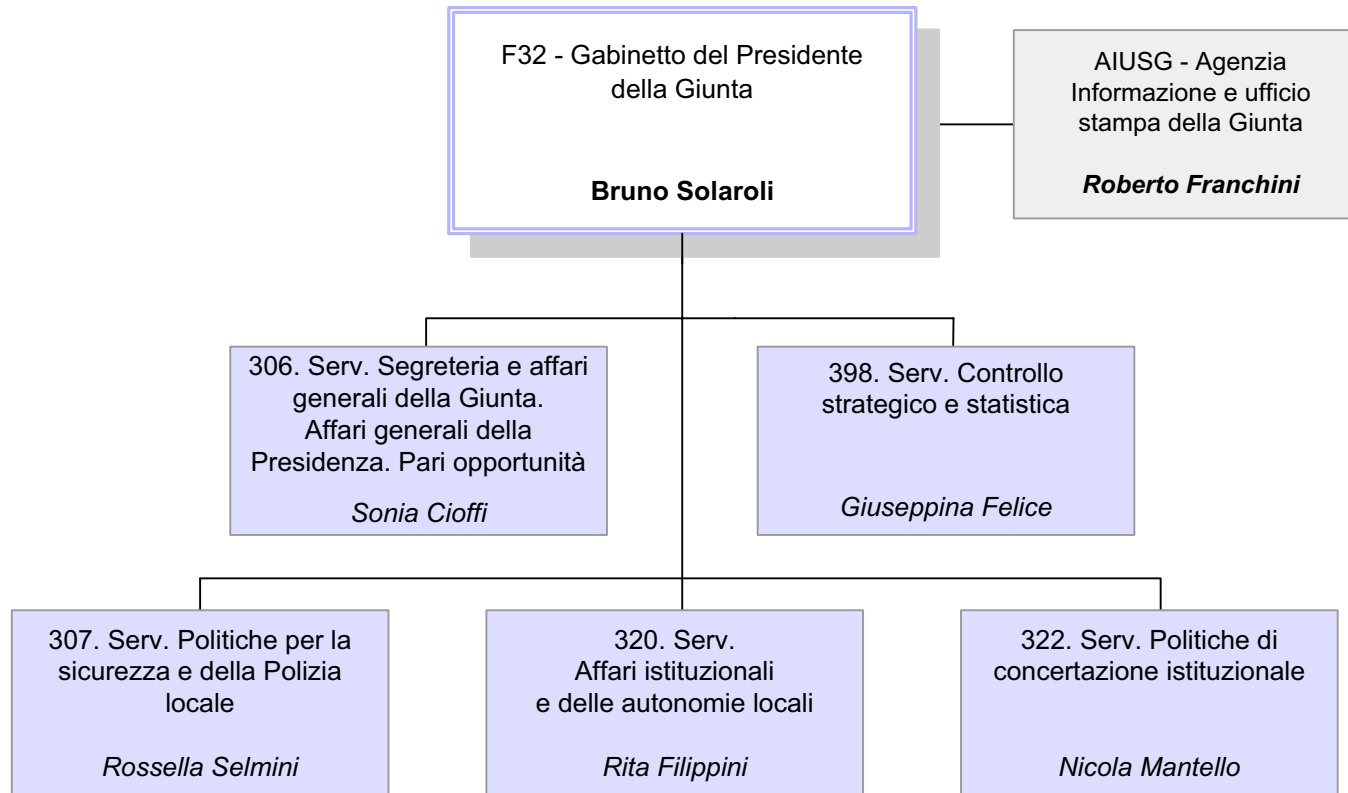 F32 - Gabinetto del Presidente
della Giunta
Bruno Solaroli
AIUSG - Agenzia
Informazione e ufficio
stampa della Giunta
Roberto Franchini
306. Serv. Segreteria e affari
generali della Giunta.
Affari generali della
Presidenza. Pari opportunità
Sonia Cioffi
398. Serv. Controllo
strategico e statistica
Giuseppina Felice
307. Serv. Politiche per la
sicurezza e della Polizia
locale
Rossella Selmini
320. Serv.
Affari istituzionali
e delle autonomie locali
Rita Filippini
322. Serv. Politiche di
concertazione istituzionale
Nicola Mantello